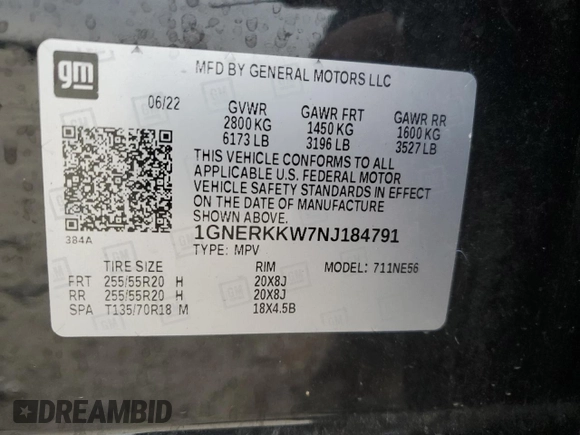 gm
MFD BY GENERAL MOTORS LLC
06/22 GVWR GAWR FRT GAWR RR
2800 KG 1450 KG 1600 KG
6173 LB 3196 LB 3527 LB
THIS VEHICLE CONFORMS TO ALL
APPLICABLE U.S. FEDERAL MOTOR
VEHICLE SAFETY STANDARDS IN EFFECT
ON THE DATE OF MANUFACTURE
SHOWN ABOVE.
384A
1GNERKKW7NJ184791
TYPE: MPV
TIRE SIZE RIM MODEL: 711NE56
FRT 255/55R20 H 20X8J
RR 255/55R20 H 20X8J
SPA T135/70R18 M 18X4.5B
DREAMBID